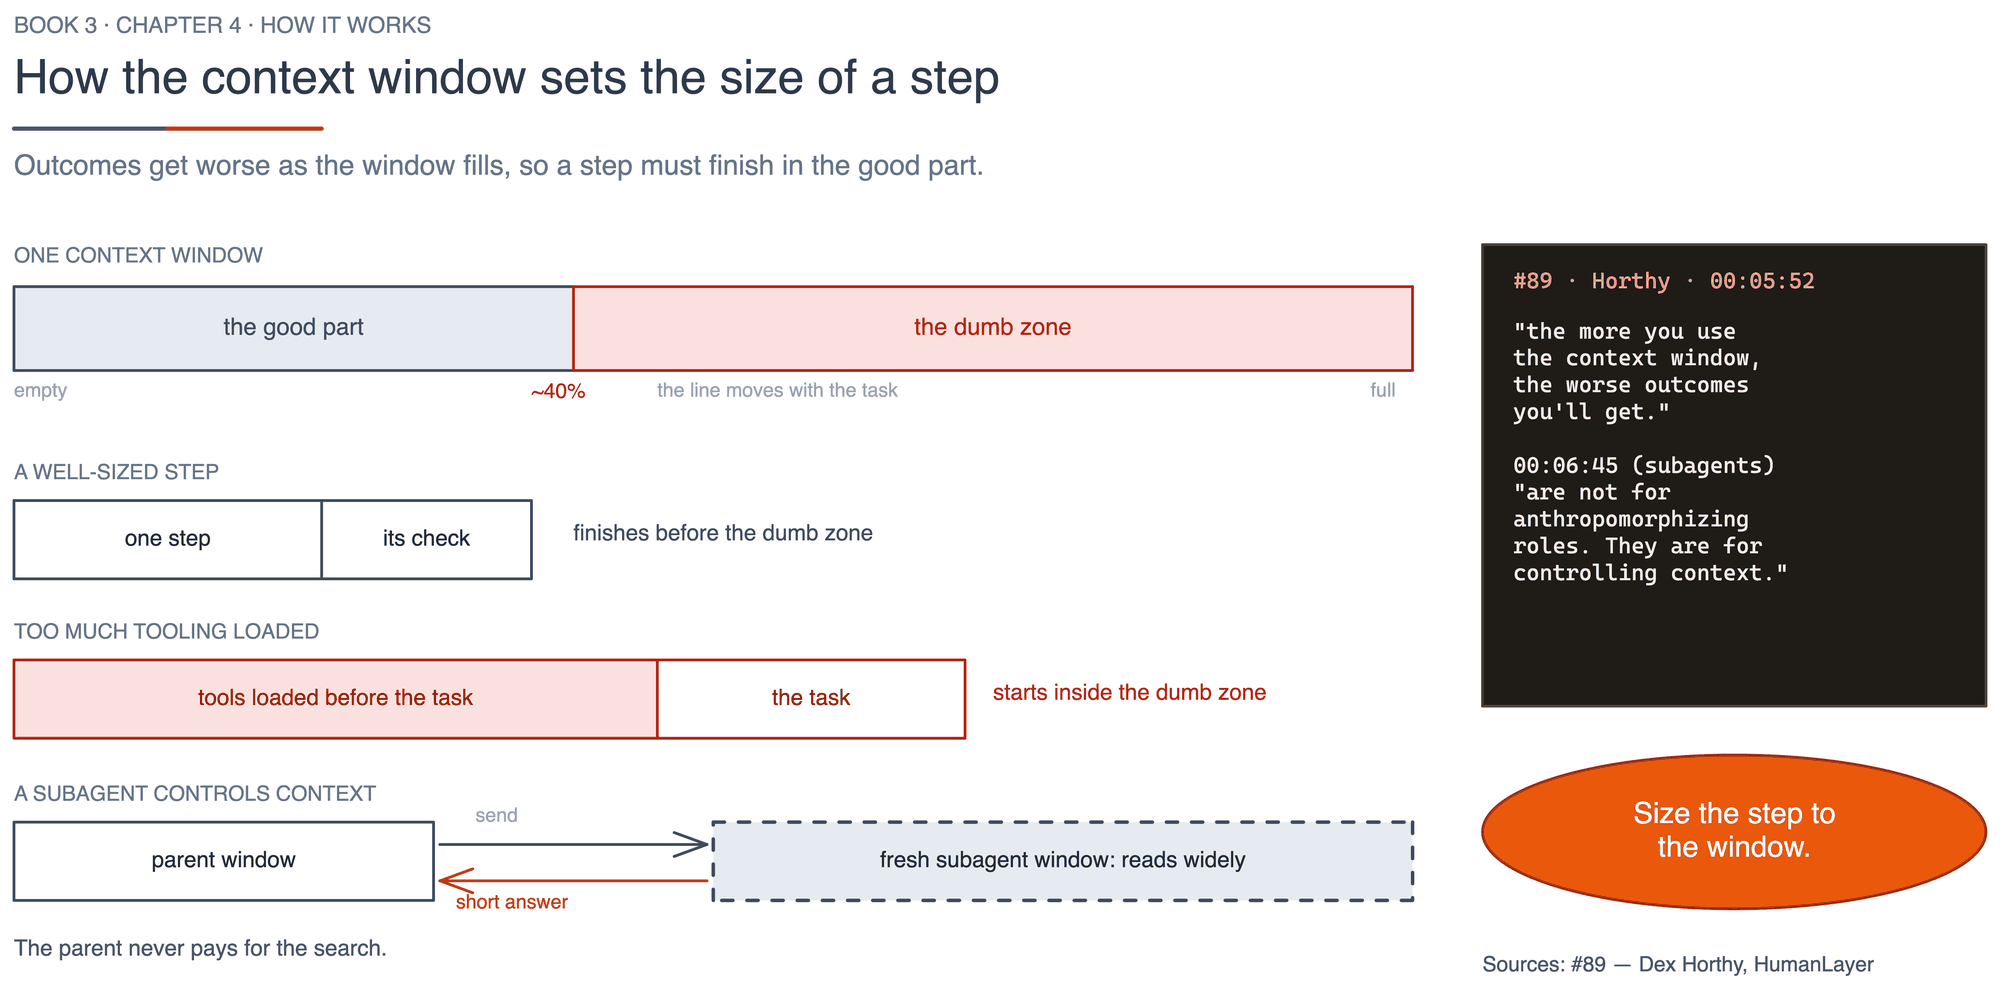 BOOK 3 · CHAPTER 4 · HOW IT WORKS
How the context window sets the size of a step
Outcomes get worse as the window fills, so a step must finish in the good part.
ONE CONTEXT WINDOW
the good part
the dumb zone
empty
~40%
the line moves with the task
full
A WELL-SIZED STEP
one step
its check
finishes before the dumb zone
TOO MUCH TOOLING LOADED
tools loaded before the task
the task
starts inside the dumb zone
A SUBAGENT CONTROLS CONTEXT
parent window
send
short answer
fresh subagent window: reads widely
The parent never pays for the search.
#89 · Horthy · 00:05:52
"the more you use
the context window,
the worse outcomes
you'll get."
00:06:45 (subagents)
"are not for
anthropomorphizing
roles. They are for
controlling context."
Size the step to
the window.
Sources: #89 — Dex Horthy, HumanLayer